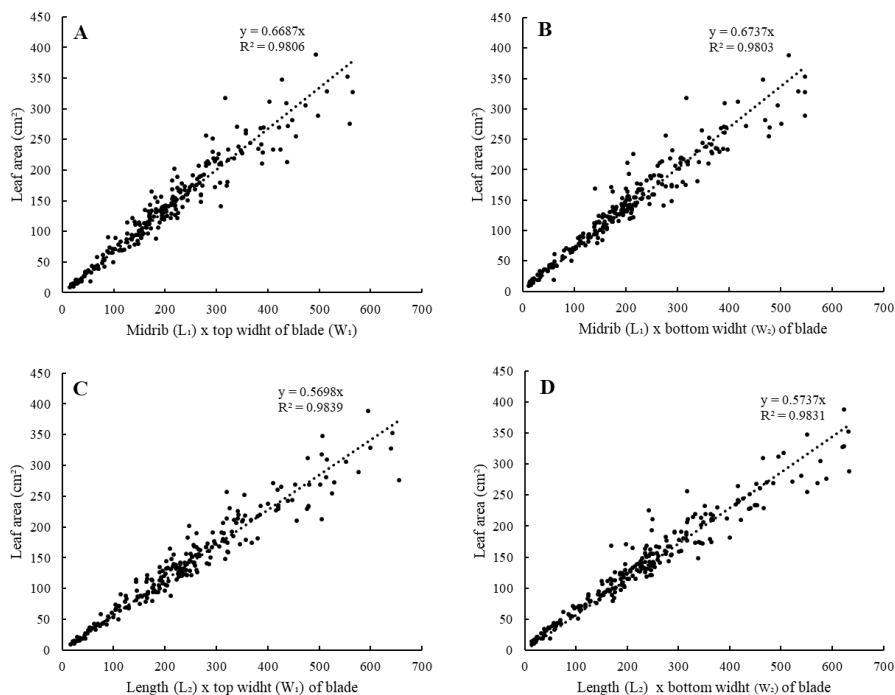 A
y = 0.6687x
R² = 0.9806
Leaf area (cm²)
450
400
350
300
250
200
150
100
50
0
0 100 200 300 400 500 600 700
Midrib (L₁) x top widht of blade (W₁)
B
y = 0.6737x
R² = 0.9803
Leaf area (cm²)
450
400
350
300
250
200
150
100
50
0
0 100 200 300 400 500 600 700
Midrib (L₁) x bottom widht (W₂) of blade
C
y = 0.5698x
R² = 0.9839
Leaf area (cm²)
450
400
350
300
250
200
150
100
50
0
0 100 200 300 400 500 600 700
Length (L₂) x top widht (W₁) of blade
D
y = 0.5737x
R² = 0.9831
Leaf area (cm²)
450
400
350
300
250
200
150
100
50
0
0 100 200 300 400 500 600 700
Length (L₂) x bottom widht (W₂) of blade